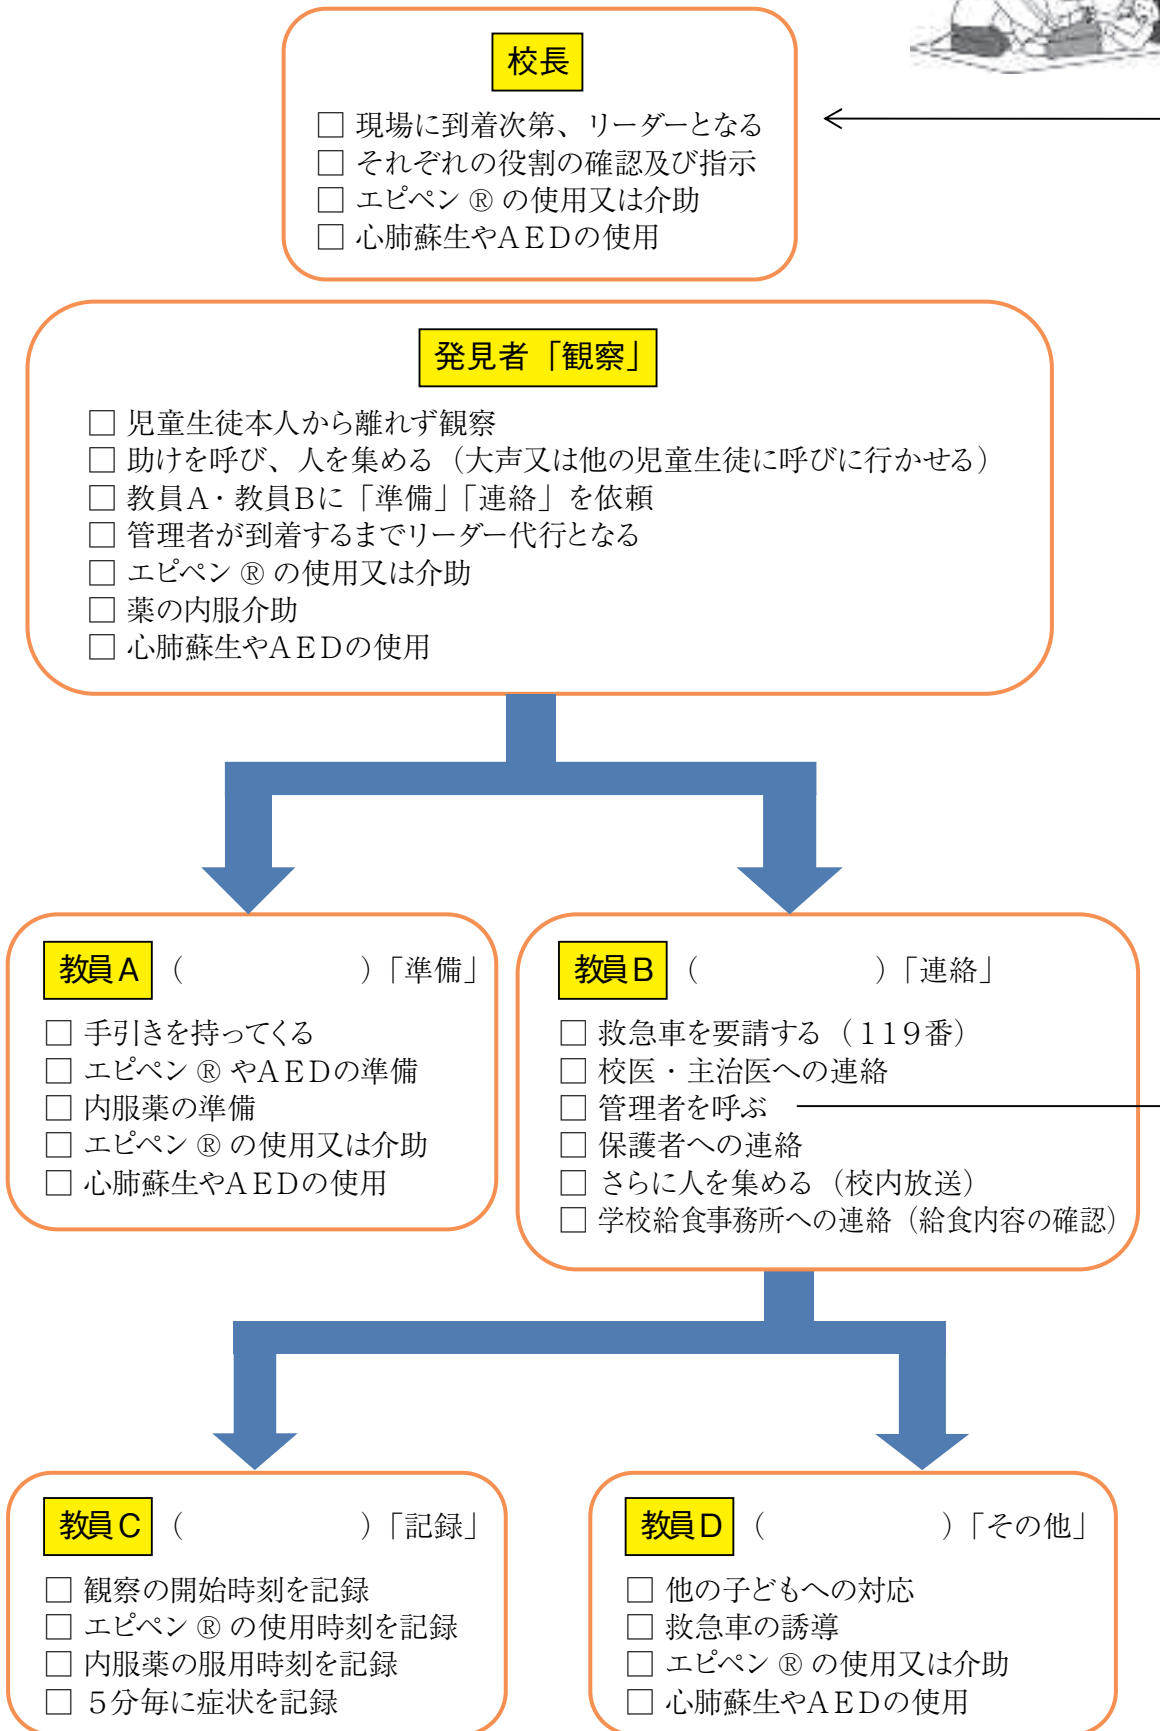 校長
□ 現場に到着次第、リーダーとなる
□ それぞれの役割の確認及び指示
□ エピペン ® の使用又は介助
□ 心肺蘇生やAEDの使用
発見者「観察」
□ 児童生徒本人から離れず観察
□ 助けを呼び、人を集める（大声又は他の児童生徒に呼びに行かせる）
□ 教員A・教員Bに「準備」「連絡」を依頼
□ 管理者が到着するまでリーダー代行となる
□ エピペン ® の使用又は介助
□ 薬の内服介助
□ 心肺蘇生やAEDの使用
教員A（　　　　　　）「準備」
□ 手引きを持ってくる
□ エピペン ® やAEDの準備
□ 内服薬の準備
□ エピペン ® の使用又は介助
□ 心肺蘇生やAEDの使用
教員B（　　　　　　）「連絡」
□ 救急車を要請する（119番）
□ 校医・主治医への連絡
□ 管理者を呼ぶ
□ 保護者への連絡
□ さらに人を集める（校内放送）
□ 学校給食事務所への連絡（給食内容の確認）
教員C（　　　　　　）「記録」
□ 観察の開始時刻を記録
□ エピペン ® の使用時刻を記録
□ 内服薬の服用時刻を記録
□ 5分毎に症状を記録
教員D（　　　　　　）「その他」
□ 他の子どもへの対応
□ 救急車の誘導
□ エピペン ® の使用又は介助
□ 心肺蘇生やAEDの使用